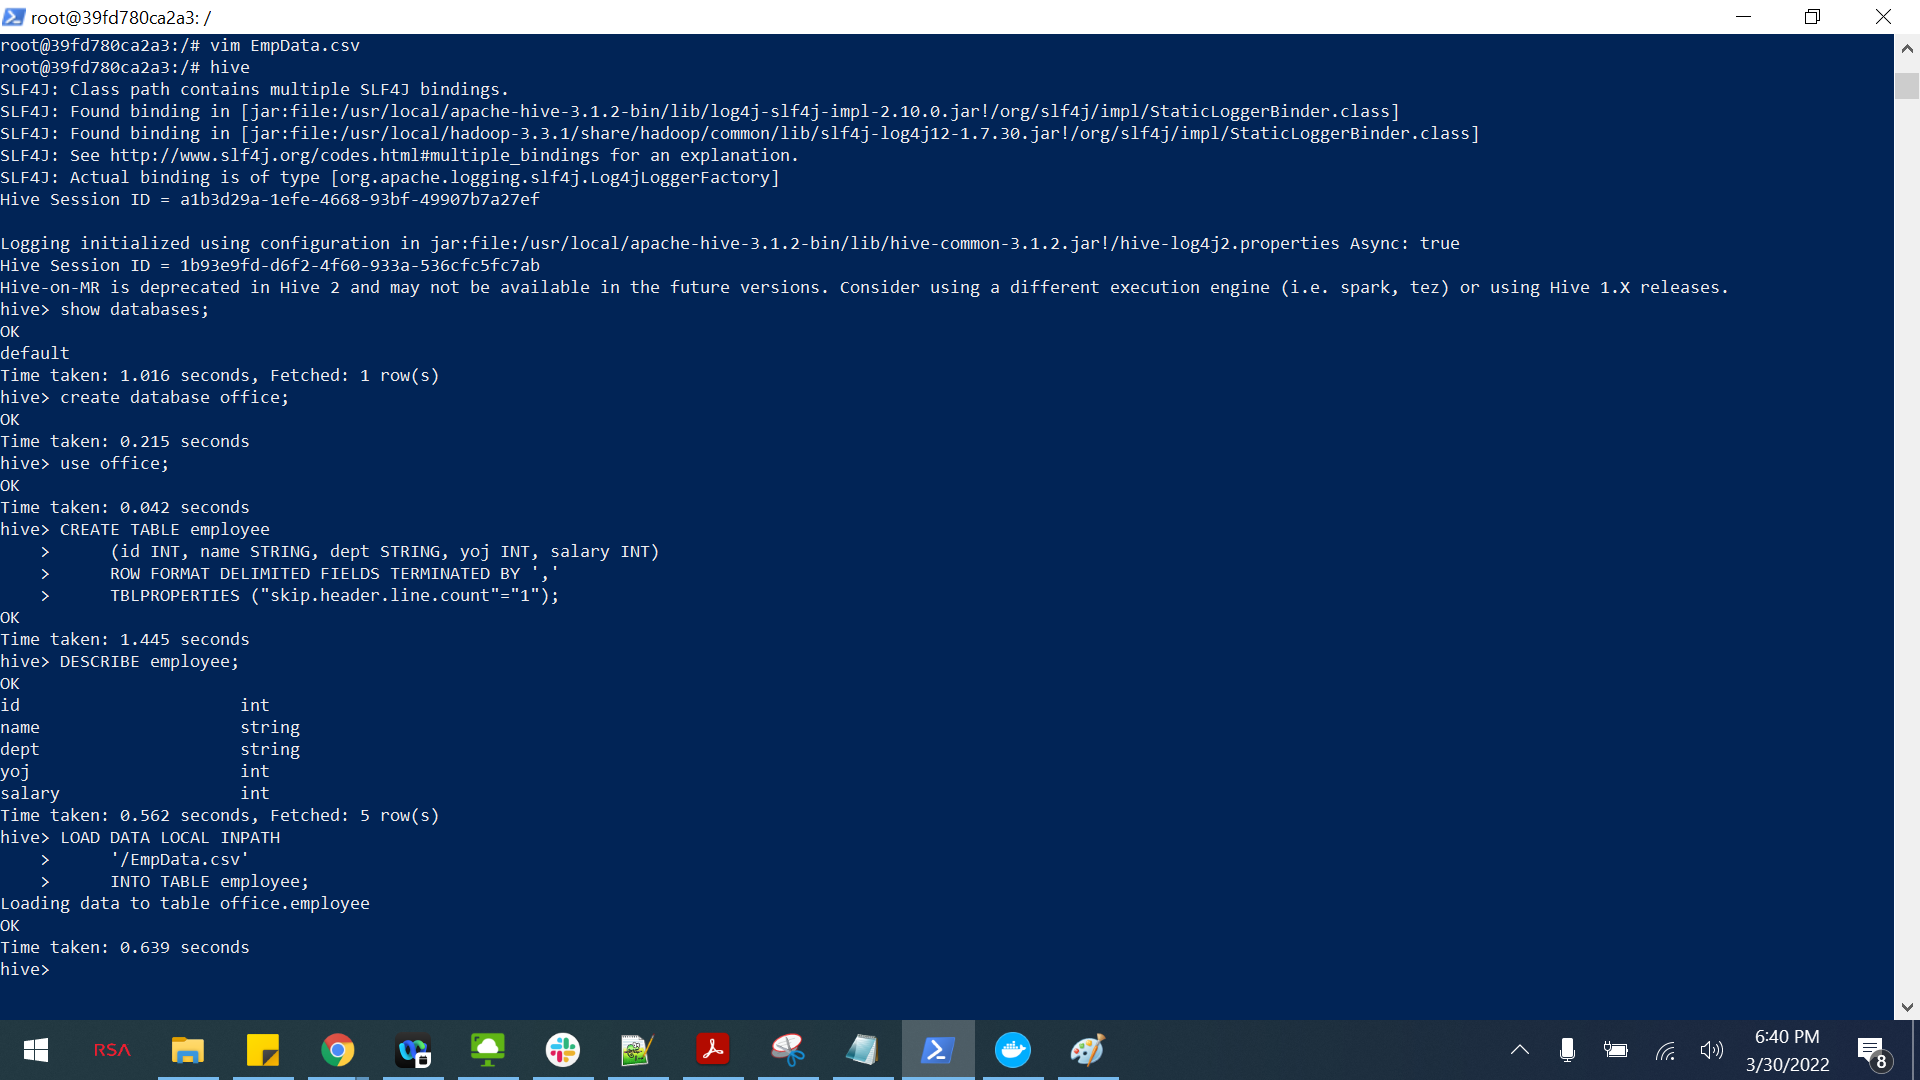 root@39fd780ca2a3: /
root@39fd780ca2a3:/# vim EmpData.csv
root@39fd780ca2a3:/# hive
SLF4J: Class path contains multiple SLF4J bindings.
SLF4J: Found binding in [jar:file:/usr/local/apache-hive-3.1.2-bin/lib/log4j-slf4j-impl-2.10.0.jar!/org/slf4j/impl/StaticLoggerBinder.class]
SLF4J: Found binding in [jar:file:/usr/local/hadoop-3.3.1/share/hadoop/common/lib/slf4j-log4j12-1.7.30.jar!/org/slf4j/impl/StaticLoggerBinder.class]
SLF4J: See http://www.slf4j.org/codes.html#multiple_bindings for an explanation.
SLF4J: Actual binding is of type [org.apache.logging.slf4j.Log4jLoggerFactory]
Hive Session ID = a1b3d29a-1efe-4668-93bf-49907b7a27ef
Logging initialized using configuration in jar:file:/usr/local/apache-hive-3.1.2-bin/lib/hive-common-3.1.2.jar!/hive-log4j2.properties Async: true
Hive Session ID = 1b93e9fd-d6f2-4f60-933a-536cfc5fc7ab
Hive-on-MR is deprecated in Hive 2 and may not be available in the future versions. Consider using a different execution engine (i.e. spark, tez) or using Hive 1.X releases.
hive> show databases;
OK
default
Time taken: 1.016 seconds, Fetched: 1 row(s)
hive> create database office;
OK
Time taken: 0.215 seconds
hive> use office;
OK
Time taken: 0.042 seconds
hive> CREATE TABLE employee
    >      (id INT, name STRING, dept STRING, yoj INT, salary INT)
    >      ROW FORMAT DELIMITED FIELDS TERMINATED BY ','
    >      TBLPROPERTIES ("skip.header.line.count"="1");
OK
Time taken: 1.445 seconds
hive> DESCRIBE employee;
OK
id                      int
name                    string
dept                    string
yoj                     int
salary                  int
Time taken: 0.562 seconds, Fetched: 5 row(s)
hive> LOAD DATA LOCAL INPATH
    >      '/EmpData.csv'
    >      INTO TABLE employee;
Loading data to table office.employee
OK
Time taken: 0.639 seconds
hive>
RSA
6:40 PM
3/30/2022
8